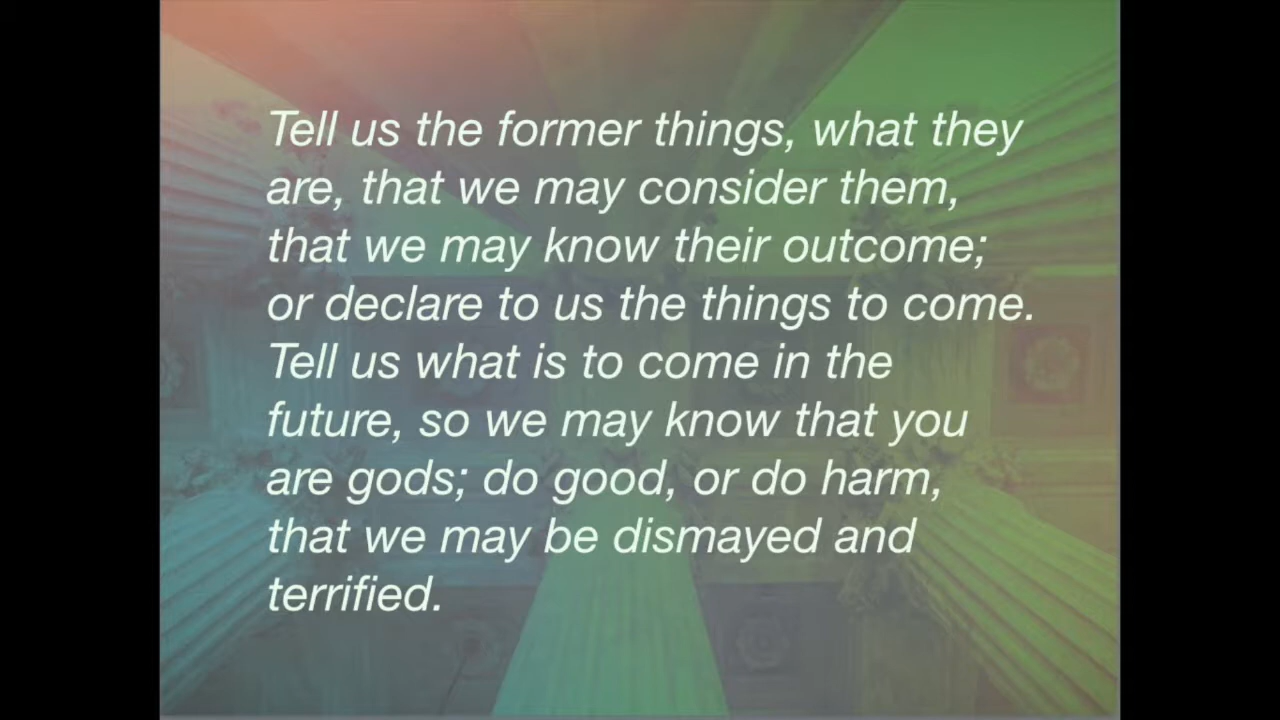 Tell us the former things, what they
are, that we may consider them,
that we may know their outcome;
or declare to us the things to come.
Tell us what is to come in the
future, so we may know that you
are gods; do good, or do harm,
that we may be dismayed and
terrified.